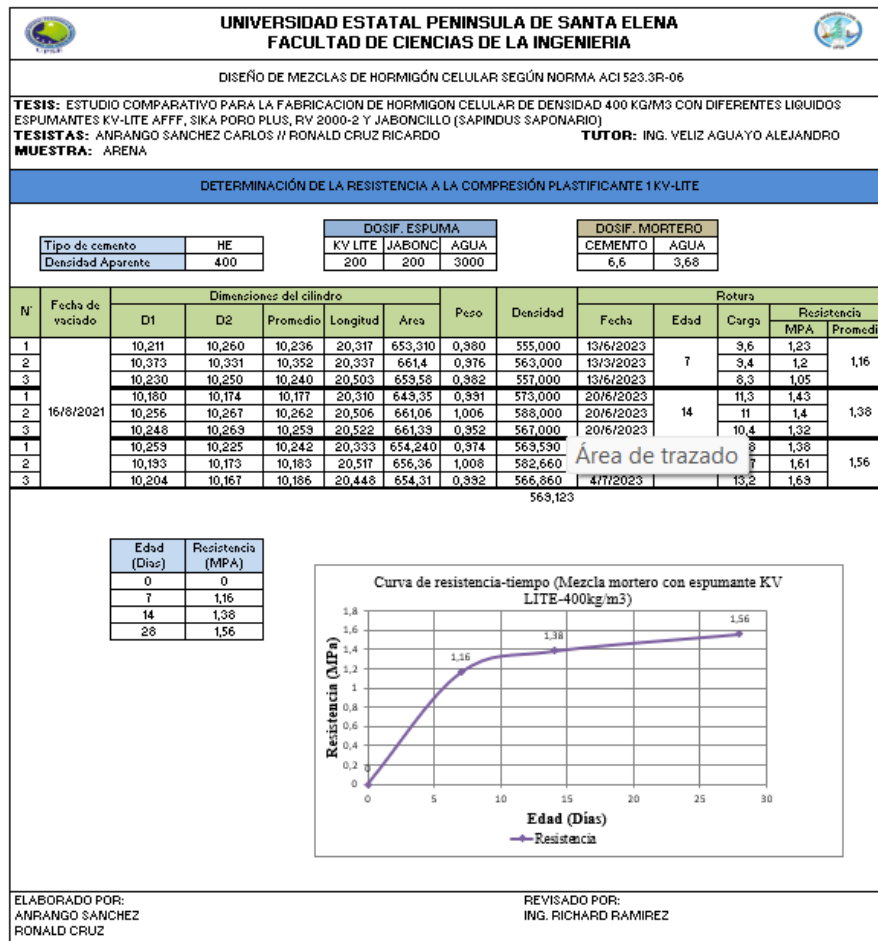 UNIVERSIDAD ESTATAL PENINSULA DE SANTA ELENA
FACULTAD DE CIENCIAS DE LA INGENIERIA
DISEÑO DE MEZCLAS DE HORMIGÓN CELULAR SEGÚN NORMA ACI 523.3R-06
TESIS: ESTUDIO COMPARATIVO PARA LA FABRICACION DE HORMIGON CELULAR DE DENSIDAD 400 KG/M3 CON DIFERENTES LIQUIDOS
ESPUMANTES KV-LITE AFFF, SIKA PORO PLUS, RV 2000-2 Y JABONCILLO (SAPINDUS SAPONARIO)
TESISTAS: ANRANGO SANCHEZ CARLOS // RONALD CRUZ RICARDO TUTOR: ING. VELIZ AGUAYO ALEJANDRO
MUESTRA: ARENA
DETERMINACIÓN DE LA RESISTENCIA A LA COMPRESIÓN PLASTIFICANTE 1 KV-LITE
DOSIF. ESPUMA DOSIF. MORTERO
Tipo de cemento HE KV LITE JABONC AGUA CEMENTO AGUA
Densidad Aparente 400 200 200 3000 6,6 3,68
N° Fecha de vaciado Dimensiones del cilindro Peso Densidad Rotura
D1 D2 Promedio Longitud Area Fecha Edad Carga Resistencia
MPA Promedi
1 10,211 10,260 10,236 20,317 653,310 0,980 555,000 13/6/2023 9,6 1,23
2 10,373 10,331 10,352 20,337 661,4 0,976 563,000 13/3/2023 7 9,4 1,2 1,16
3 10,230 10,250 10,240 20,503 659,58 0,982 557,000 13/6/2023 8,3 1,05
1 10,180 10,174 10,177 20,310 649,35 0,991 573,000 20/6/2023 11,3 1,43
2 16/8/2021 10,256 10,267 10,262 20,506 661,06 1,006 588,000 20/6/2023 14 11 1,4 1,38
3 10,248 10,269 10,259 20,522 661,39 0,952 567,000 20/6/2023 10,4 1,32
1 10,259 10,225 10,242 20,333 654,240 0,974 569,590 8 1,38
2 10,193 10,173 10,183 20,517 656,36 1,008 582,660 7 1,61 1,56
3 10,204 10,167 10,186 20,448 654,31 0,992 566,860 4/7/2023 13,2 1,69
Área de trazado
569,123
Edad (Dias) Resistencia (MPA)
0 0
7 1,16
14 1,38
28 1,56
Curva de resistencia-tiempo (Mezcla mortero con espumante KV
LITE-400kg/m3)
Resistencia (MPa)
1,8
1,6
1,4
1,2
1
0,8
0,6
0,4
0,2
0
0
1,16
1,38
1,56
0 5 10 15 20 25 30
Edad (Días)
Resistencia
ELABORADO POR: REVISADO POR:
ANRANGO SANCHEZ ING. RICHARD RAMIREZ
RONALD CRUZ